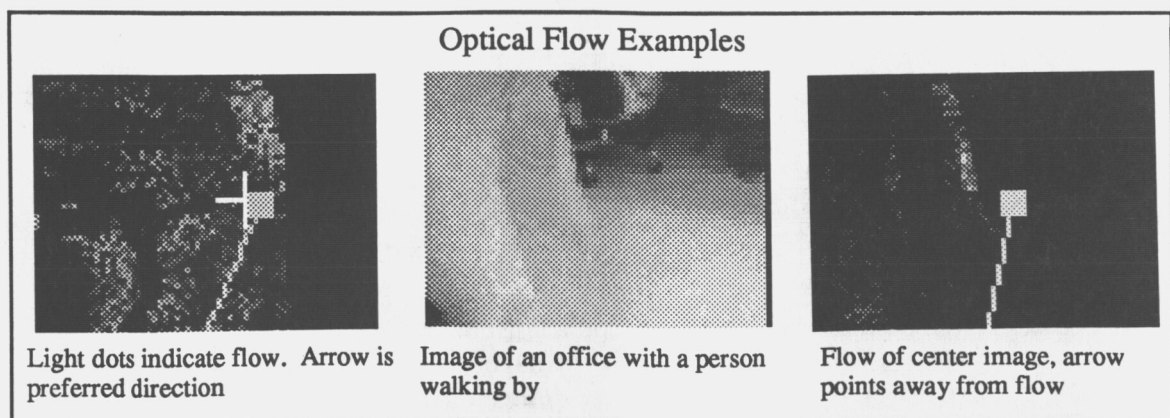 Optical Flow Examples
Light dots indicate flow. Arrow is
preferred direction
Image of an office with a person
walking by
Flow of center image, arrow
points away from flow